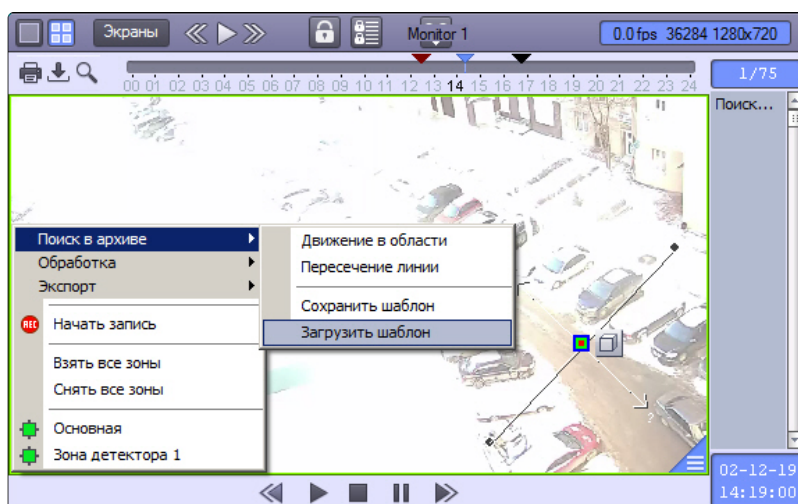 Экраны
Monitor 1
0.0 fps 36284 1280x720
00 01 02 03 04 05 06 07 08 09 10 11 12 13 14 15 16 17 18 19 20 21 22 23 24
1/75
Поиск...
Поиск в архиве
Обработка
Экспорт
REC Начать запись
Взять все зоны
Снять все зоны
Основная
Зона детектора 1
Движение в области
Пересечение линии
Сохранить шаблон
Загрузить шаблон
?
02-12-19
14:19:00